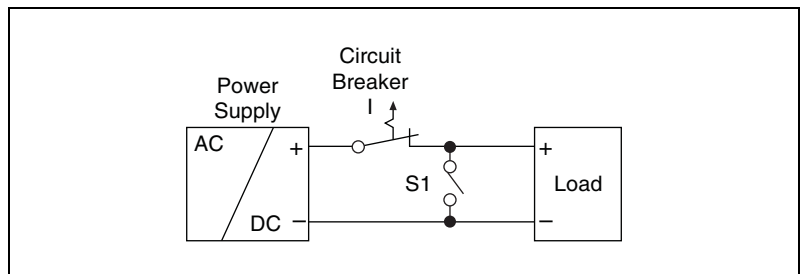 Circuit
Breaker
I
Power
Supply
AC
+
+
S1
Load
DC
−
−